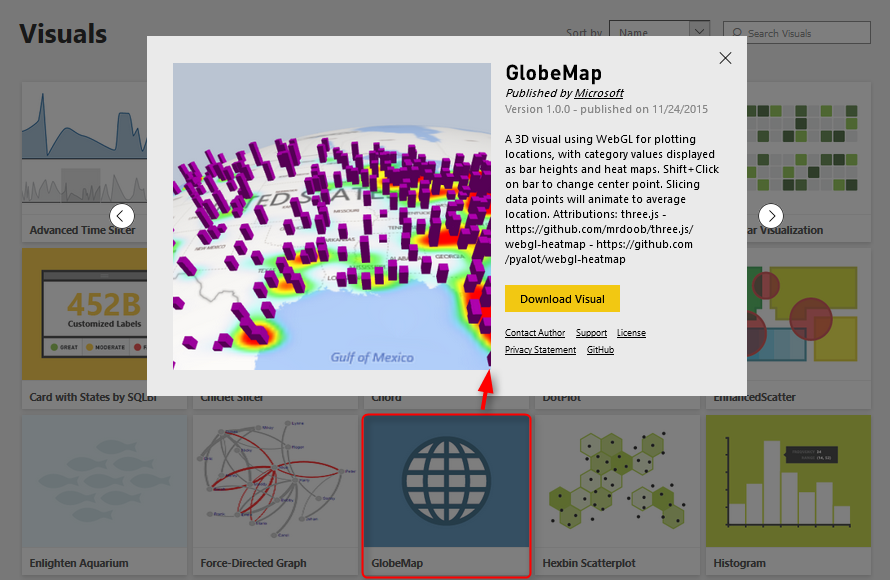 Visuals
Sort by
Name
Search Visuals
GlobeMap
Published by Microsoft
Version 1.0.0 - published on 11/24/2015
A 3D visual using WebGL for plotting
locations, with category values displayed
as bar heights and heat maps. Shift+Click
on bar to change center point. Slicing
data points will animate to average
location. Attributions: three.js -
https://github.com/mrdoob/three.js/
webgl-heatmap - https://github.com
/pyalot/webgl-heatmap
Download Visual
Contact Author Support License
Privacy Statement GitHub
Gulf of Mexico
Advanced Time Slicer
ar Visualization
452B
Customized Labels
GREAT MODERATE
Card with States by SQLBI
Chiclet Slicer
Chord
DotPlot
EnhancedScatter
Enlighten Aquarium
Force-Directed Graph
GlobeMap
Hexbin Scatterplot
Histogram